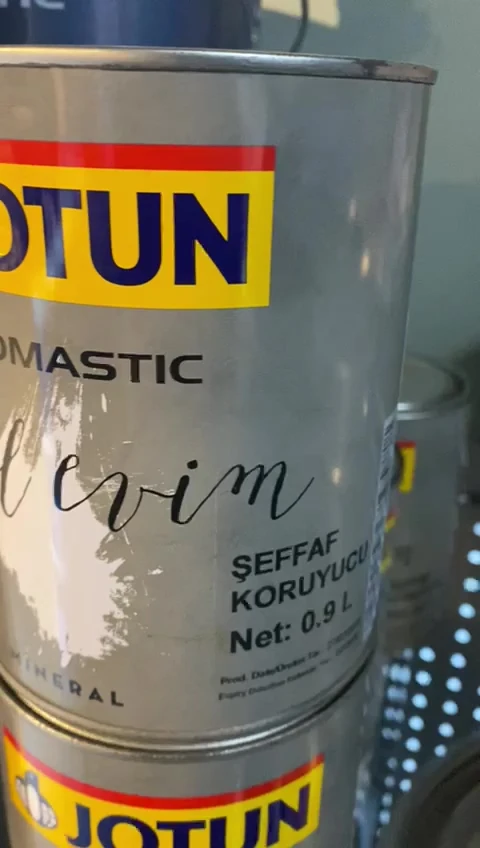 OTUN
OMASTIC
l evim
ŞEFFAF
KORUYUCU
Net: 0.9 L
MINERAL
JOTUN